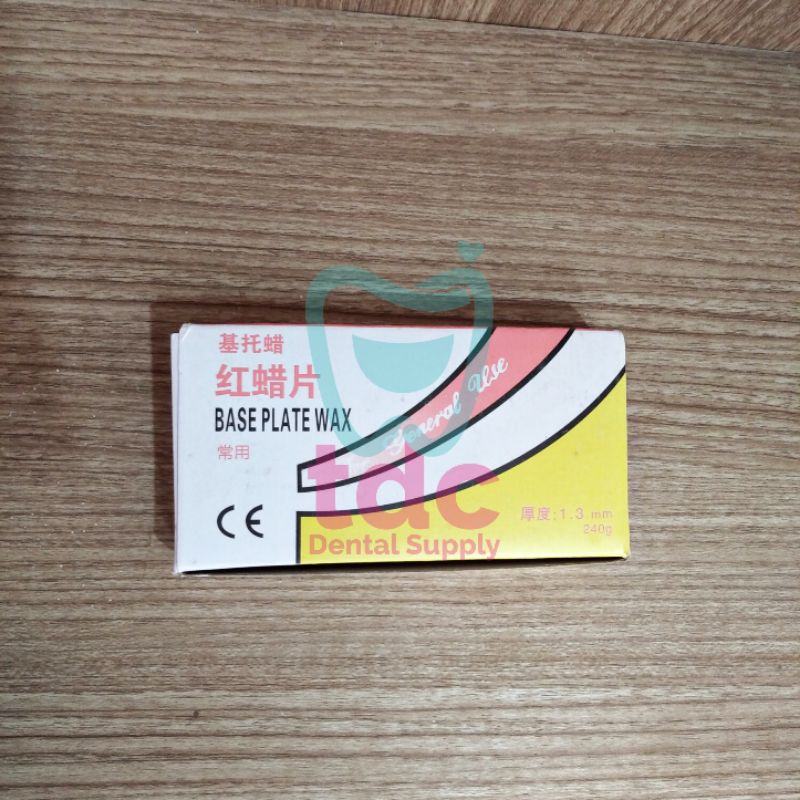 基托蜡
红蜡片
BASE PLATE WAX
常用
General Use
CE
厚度:1.3 mm
240g
tdc
Dental Supply